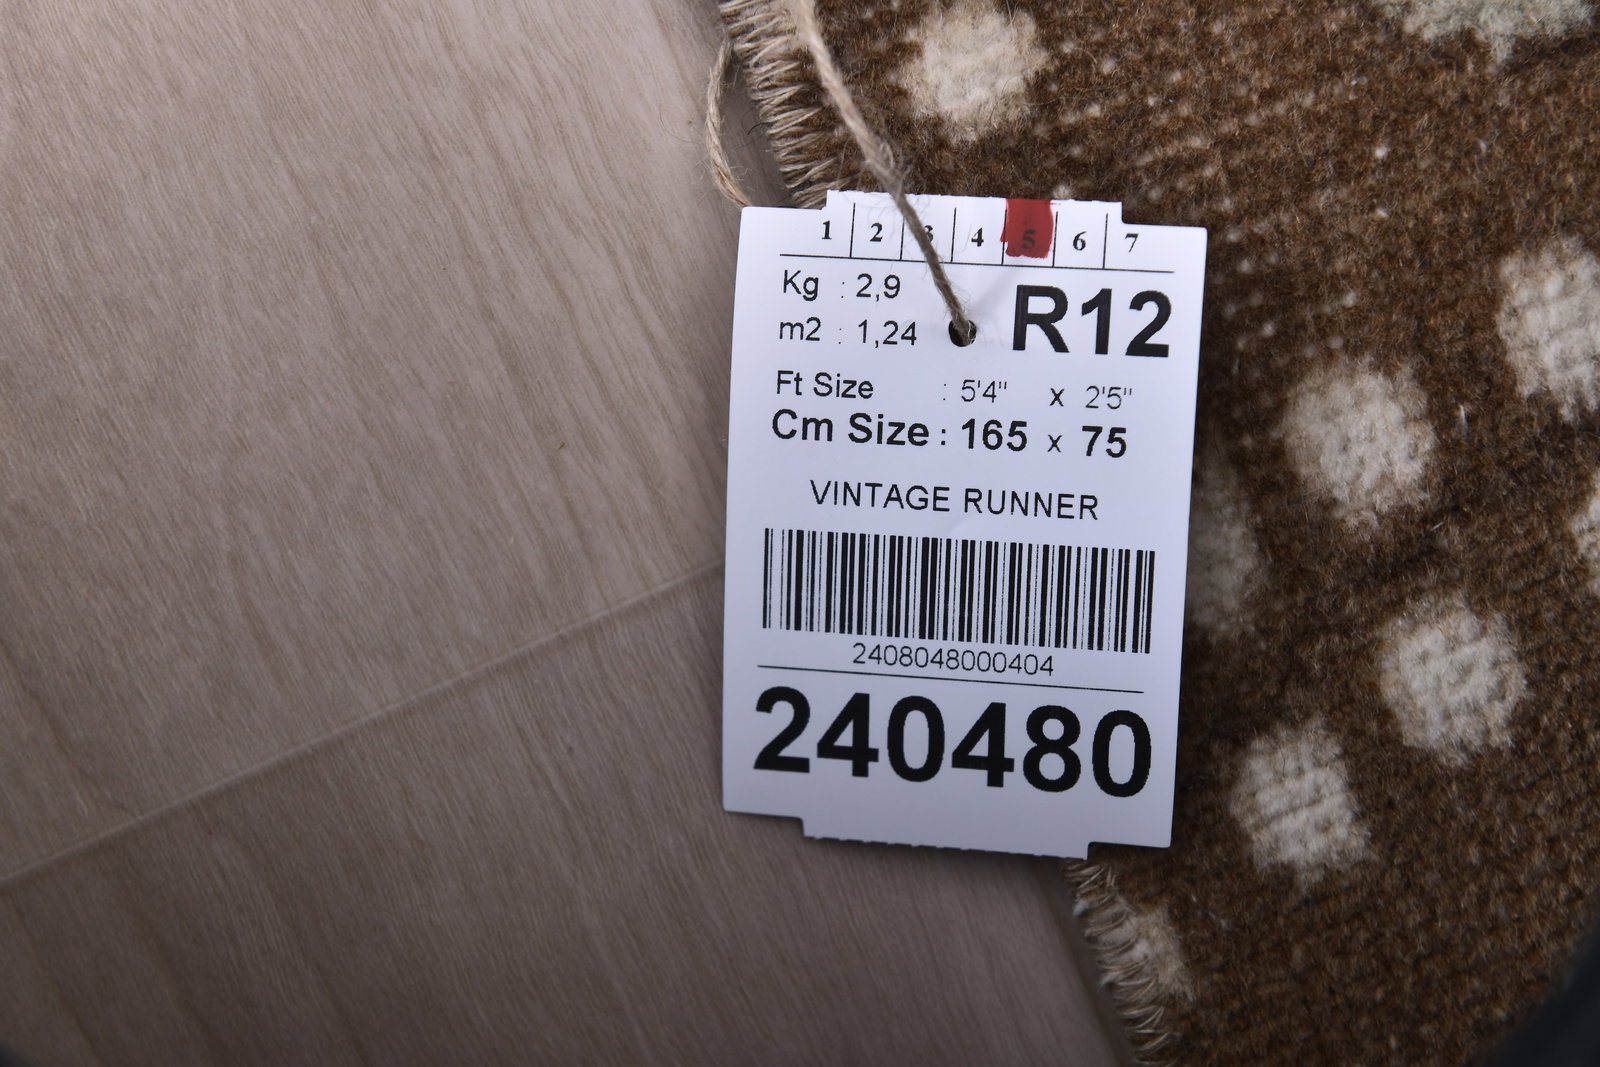 1 2 3 4 5 6 7
Kg : 2,9
R12
m2 : 1,24
Ft Size : 5'4" x 2'5"
Cm Size : 165 x 75
VINTAGE RUNNER
2408048000404
240480